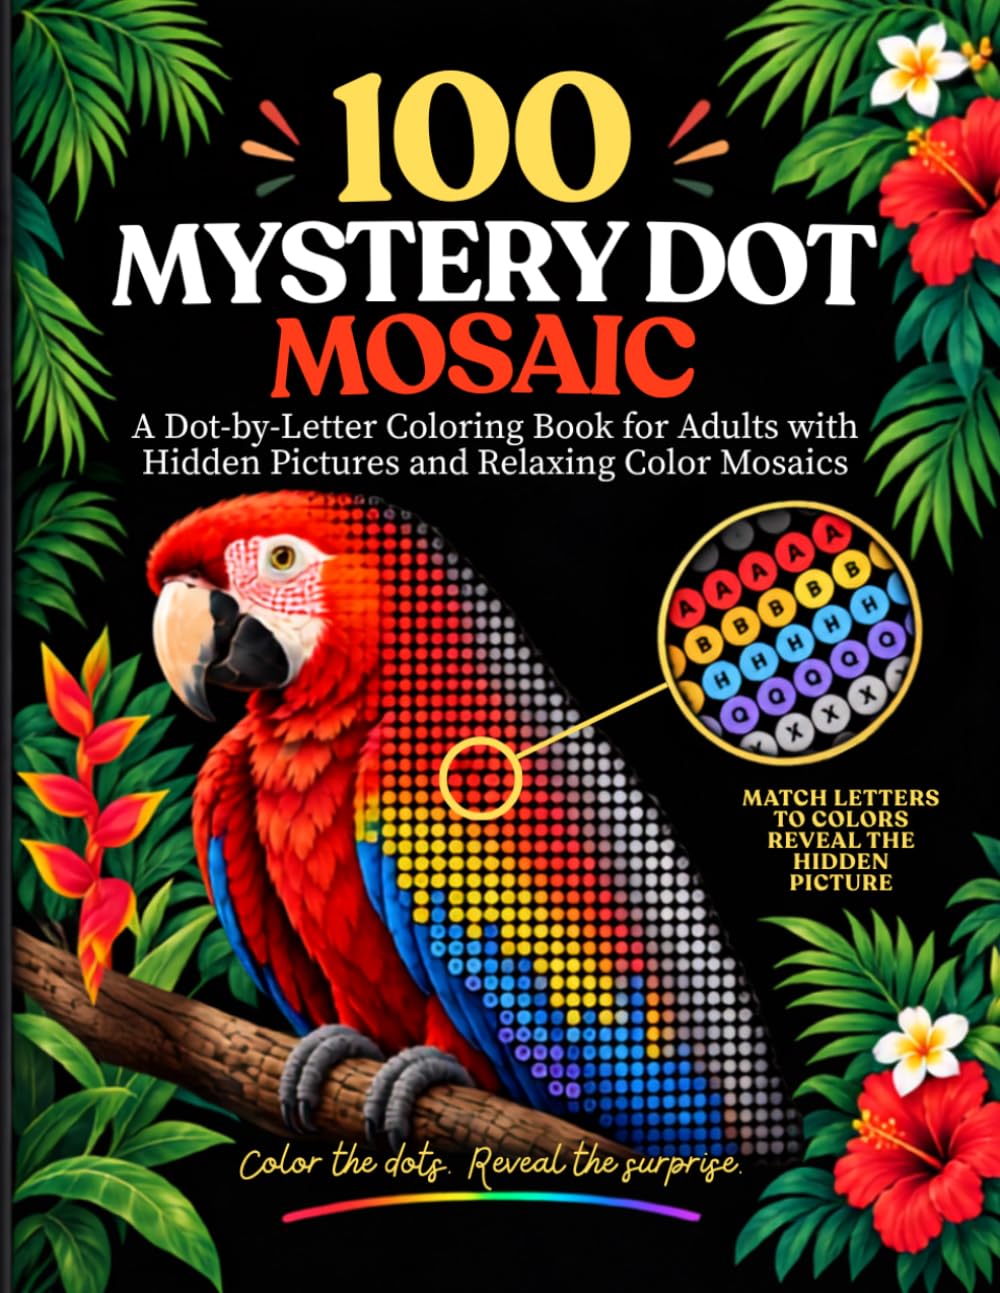 100
MYSTERY DOT
MOSAIC
A Dot-by-Letter Coloring Book for Adults with
Hidden Pictures and Relaxing Color Mosaics
A A A A A
B B B B B
H H H H H
Q Q Q Q Q
X X X X
MATCH LETTERS
TO COLORS
REVEAL THE
HIDDEN
PICTURE
Color the dots. Reveal the surprise.